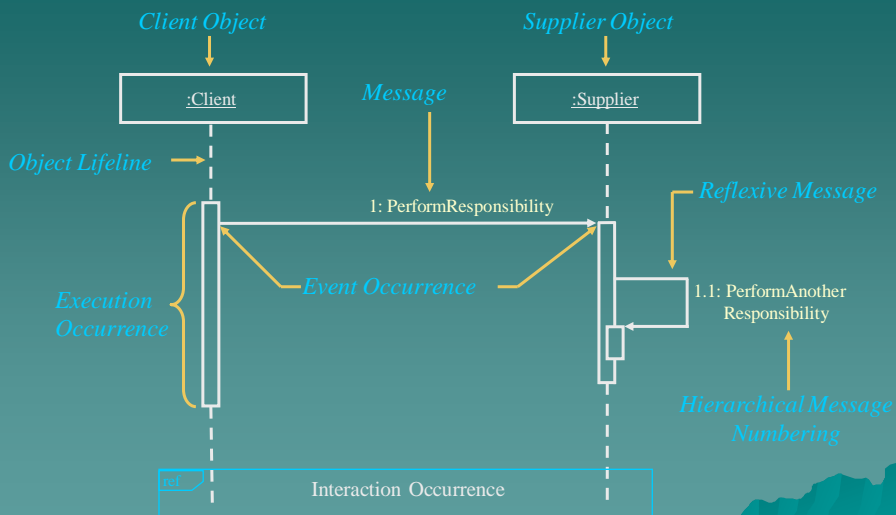 Client Object
Supplier Object
:Client
:Supplier
Message
Object Lifeline
1: PerformResponsibility
Reflexive Message
Event Occurrence
Execution
Occurrence
1.1: PerformAnother
Responsibility
Hierarchical Message
Numbering
ref
Interaction Occurrence